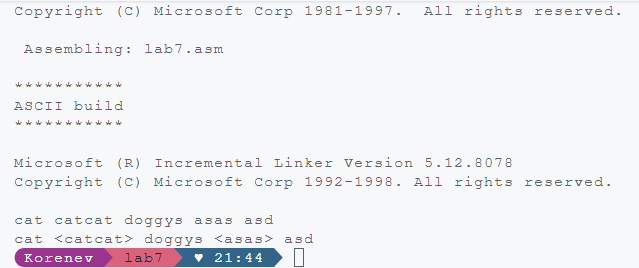 Copyright (C) Microsoft Corp 1981-1997.  All rights reserved.
 Assembling: lab7.asm
***********
ASCII build
***********
Microsoft (R) Incremental Linker Version 5.12.8078
Copyright (C) Microsoft Corp 1992-1998. All rights reserved.
cat catcat doggys asas asd
cat <catcat> doggys <asas> asd
Korenev lab7 ♥ 21:44